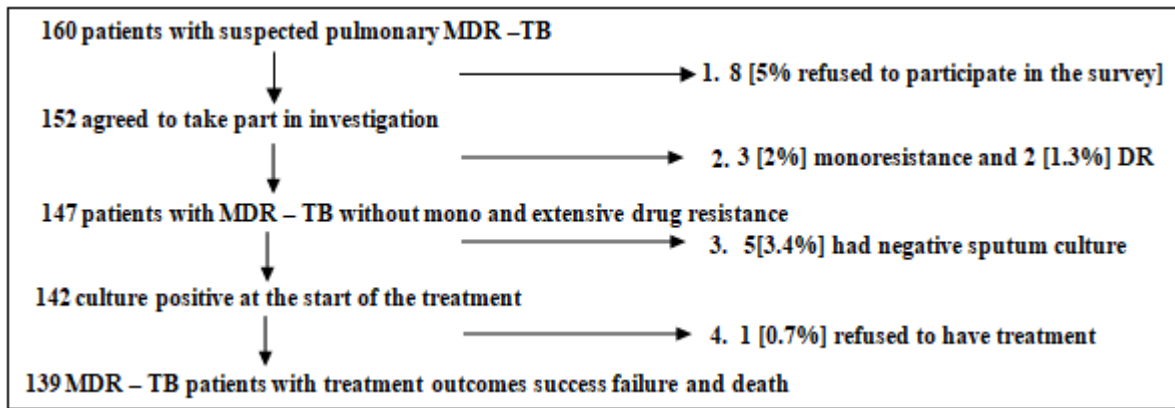 160 patients with suspected pulmonary MDR –TB
1. 8 [5% refused to participate in the survey]
152 agreed to take part in investigation
2. 3 [2%] monoresistance and 2 [1.3%] DR
147 patients with MDR – TB without mono and extensive drug resistance
3. 5[3.4%] had negative sputum culture
142 culture positive at the start of the treatment
4. 1 [0.7%] refused to have treatment
139 MDR – TB patients with treatment outcomes success failure and death